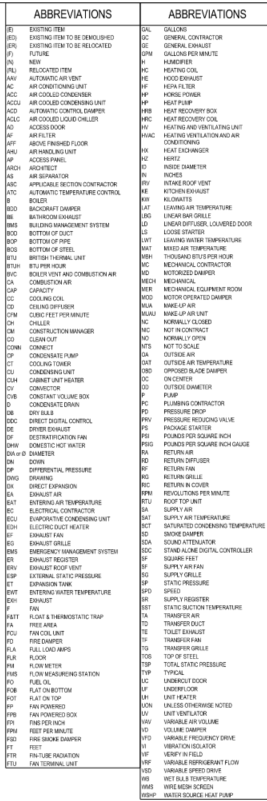 ABBREVIATIONS
(E) EXISTING ITEM
(ED) EXISTING ITEM TO BE DEMOLISHED
(ER) EXISTING ITEM TO BE RELOCATED
(F) FUTURE
(N) NEW
(RL) RELOCATED ITEM
AAV AUTOMATIC AIR VENT
AC AIR CONDITIONING UNIT
ACC AIR COOLED CONDENSER
ACCU AIR COOLED CONDENSING UNIT
ACD AUTOMATIC CONTROL DAMPER
ACLC AIR COOLED LIQUID CHILLER
AD ACCESS DOOR
AF AIR FILTER
AFF ABOVE FINISHED FLOOR
AHU AIR HANDLING UNIT
AP ACCESS PANEL
ARCH ARCHITECT
AS AIR SEPARATOR
ASC APPLICABLE SECTION CONTRACTOR
ATC AUTOMATIC TEMPERATURE CONTROL
B BOILER
BDD BACKDRAFT DAMPER
BE BATHROOM EXHAUST
BMS BUILDING MANAGEMENT SYSTEM
BOD BOTTOM OF DUCT
BOP BOTTOM OF PIPE
BOS BOTTOM OF STEEL
BTU BRITISH THERMAL UNIT
BTUH BTU PER HOUR
BVC BOILER VENT AND COMBUSTION AIR
CA COMBUSTION AIR
CAP CAPACITY
CC COOLING COIL
CD CEILING DIFFUSER
CFM CUBIC FEET PER MINUTE
CH CHILLER
CM CONSTRUCTION MANAGER
CO CLEAN OUT
CONN CONNECT
CP CONDENSATE PUMP
CT COOLING TOWER
CU CONDENSING UNIT
CUH CABINET UNIT HEATER
CV CONVECTOR
CVB CONSTANT VOLUME BOX
D CONDENSATE DRAIN
DB DRY BULB
DDC DIRECT DIGITAL CONTROL
DE DRYER EXHAUST
DF DESTRATIFICATION FAN
DHW DOMESTIC HOT WATER
DIA or Ø DIAMETER
DN DOWN
DP DIFFERENTIAL PRESSURE
DWG DRAWING
DX DIRECT EXPANSION
EA EXHAUST AIR
EAT ENTERING AIR TEMPERATURE
EC ELECTRICAL CONTRACTOR
ECU EVAPORATIVE CONDENSING UNIT
EDH ELECTRIC DUCT HEATER
EF EXHAUST FAN
EG EXHAUST GRILLE
EMS ENERGY MANAGEMENT SYSTEM
ER EXHAUST REGISTER
ERV EXHAUST ROOF VENT
ESP EXTERNAL STATIC PRESSURE
ET EXPANSION TANK
EWT ENTERING WATER TEMPERATURE
EXH EXHAUST
F FAN
F&TT FLOAT & THERMOSTATIC TRAP
FA FREE AREA
FCU FAN COIL UNIT
FD FIRE DAMPER
FLA FULL LOAD AMPS
FLR FLOOR
FM FLOW METER
FMS FLOW MEASURING STATION
FO FUEL OIL
FOB FLAT ON BOTTOM
FOT FLAT ON TOP
FP FAN POWERED
FPB FAN POWERED BOX
FPI FINS PER INCH
FPM FEET PER MINUTE
FSD FIRE SMOKE DAMPER
FT FEET
FTR FIN-TUBE RADIATION
FTU FAN TERMINAL UNIT
ABBREVIATIONS
GAL GALLONS
GC GENERAL CONTRACTOR
GE GENERAL EXHAUST
GPM GALLONS PER MINUTE
H HUMIDIFIER
HC HEATING COIL
HE HOOD EXHAUST
HF HEPA FILTER
HP HORSE POWER
HP HEAT PUMP
HRB HEAT RECOVERY BOX
HRC HEAT RECOVERY COIL
HV HEATING AND VENTILATING UNIT
HVAC HEATING VENTILATION AND AIR
CONDITIONING
HX HEAT EXCHANGER
HZ HERTZ
ID INSIDE DIAMETER
IN INCHES
IRV INTAKE ROOF VENT
KE KITCHEN EXHAUST
KW KILOWATTS
LAT LEAVING AIR TEMPERATURE
LBG LINEAR BAR GRILLE
LD LINEAR DIFFUSER, LOUVERED DOOR
LS LOOSE STARTER
LWT LEAVING WATER TEMPERATURE
MAT MIXED AIR TEMPERATURE
MBH THOUSAND BTU'S PER HOUR
MC MECHANICAL CONTRACTOR
MD MOTORIZED DAMPER
MECH MECHANICAL
MER MECHANICAL EQUIPMENT ROOM
MOD MOTOR OPERATED DAMPER
MUA MAKE-UP AIR
MUAU MAKE-UP AIR UNIT
NC NORMALLY CLOSED
NIC NOT IN CONTRACT
NO NORMALLY OPEN
NTS NOT TO SCALE
OA OUTSIDE AIR
OAT OUTSIDE AIR TEMPERATURE
OBD OPPOSED BLADE DAMPER
OC ON CENTER
OD OUTSIDE DIAMETER
P PUMP
PC PLUMBING CONTRACTOR
PD PRESSURE DROP
PRV PRESSURE REDUCING VALVE
PS PACKAGE STARTER
PSI POUNDS PER SQUARE INCH
PSIG POUNDS PER SQUARE INCH GAUGE
RA RETURN AIR
RD RETURN DIFFUSER
RF RETURN FAN
RG RETURN GRILLE
RIC RETURN IN COVER
RPM REVOLUTIONS PER MINUTE
RTU ROOF TOP UNIT
SA SUPPLY AIR
SAT SUPPLY AIR TEMPERATURE
SCT SATURATED CONDENSING TEMPERATURE
SD SMOKE DAMPER
SDA SOUND ATTENUATOR
SDC STAND ALONE DIGITAL CONTROLLER
SF SQUARE FEET
SF SUPPLY AIR FAN
SG SUPPLY GRILLE
SP STATIC PRESSURE
SPD SPEED
SR SUPPLY REGISTER
SST STATIC SUCTION TEMPERATURE
TA TRANSFER AIR
TD TRANSFER DUCT
TE TOILET EXHAUST
TF TRANSFER FAN
TG TRANSFER GRILLE
TOS TOP OF STEEL
TSP TOTAL STATIC PRESSURE
TYP TYPICAL
UC UNDERCUT DOOR
UF UNDERFLOOR
UH UNIT HEATER
UON UNLESS OTHERWISE NOTED
UV UNIT VENTILATOR
VAV VARIABLE AIR VOLUME
VD VOLUME DAMPER
VFD VARIABLE FREQUENCY DRIVE
VI VIBRATION ISOLATOR
VIF VERIFY IN FIELD
VRF VARIABLE REFRIGERANT FLOW
VSD VARIABLE SPEED DRIVE
WB WET BULB TEMPERATURE
WMS WIRE MESH SCREEN
WSHP WATER SOURCE HEAT PUMP